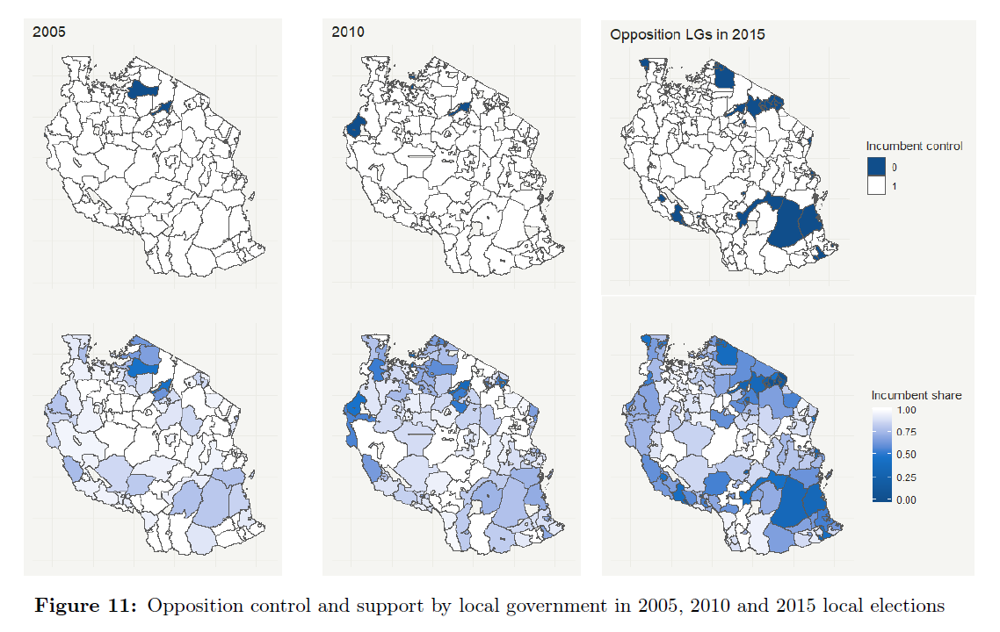 2005
2010
Opposition LGs in 2015
Incumbent control
0
1
Incumbent share
1.00
0.75
0.50
0.25
0.00
Figure 11: Opposition control and support by local government in 2005, 2010 and 2015 local elections